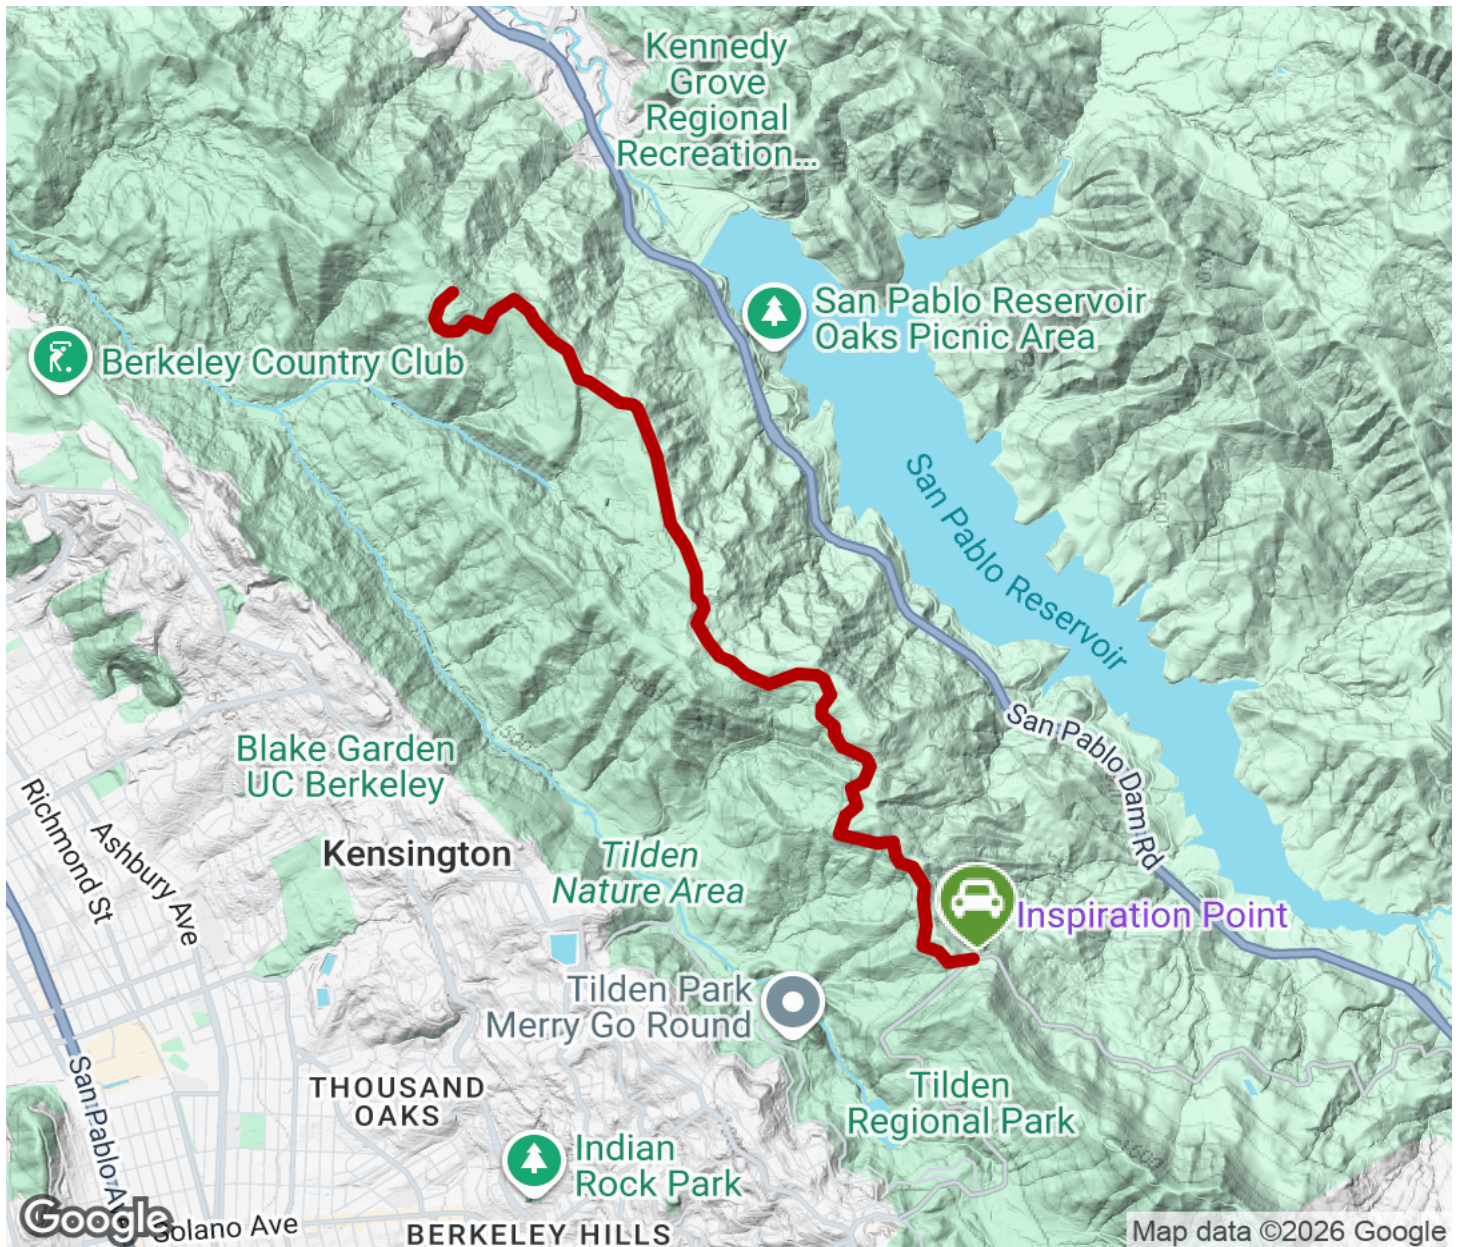 Kennedy
Grove
Regional
Recreation...
San Pablo Reservoir
Oaks Picnic Area
Berkeley Country Club
San Pablo Reservoir
San Pablo Dam Rd
Blake Garden
UC Berkeley
Richmond St
Ashbury Ave
Kensington
Tilden
Nature Area
Inspiration Point
Tilden Park
Merry Go Round
THOUSAND
OAKS
Tilden
Regional Park
San Pablo Ave
Indian
Rock Park
Google
Solano Ave
BERKELEY HILLS
Map data ©2026 Google